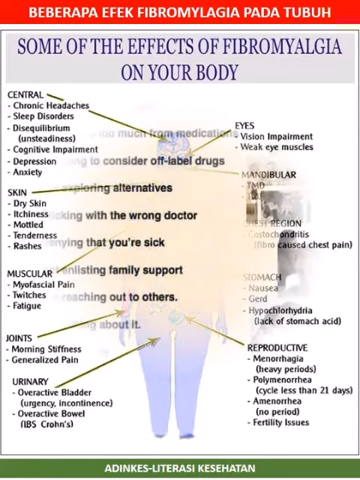 BEBERAPA EFEK FIBROMYLAGIA PADA TUBUH
SOME OF THE EFFECTS OF FIBROMYALGIA
ON YOUR BODY
CENTRAL
- Chronic Headaches
- Sleep Disorders
- Disequilibrium
(unsteadiness)
- Cognitive Impairment
- Depression
- Anxiety
SKIN
- Dry Skin
- Itchiness
- Mottled
- Tenderness
- Rashes
MUSCULAR
- Myofascial Pain
- Twitches
- Fatigue
JOINTS
- Morning Stiffness
- Generalized Pain
URINARY
- Overactive Bladder
(urgency, incontinence)
- Overactive Bowel
(IBS Crohn's)
too much from medications
to consider off-label drugs
exploring alternatives
with the wrong doctor
that you're sick
enlisting family support
reaching out to others.
about it.
EYES
- Vision Impairment
- Weak eye muscles
MANDIBULAR
- TMD
CHEST REGION
- Costochondritis
(fibro caused chest pain)
STOMACH
- Nausea
- Gerd
- Hypochlorhydria
(lack of stomach acid)
REPRODUCTIVE
- Menorrhagia
(heavy periods)
- Polymenorrhea
(cycle less than 21 days)
- Amenorrhea
(no period)
- Fertility Issues
ADINKES-LITERASI KESEHATAN